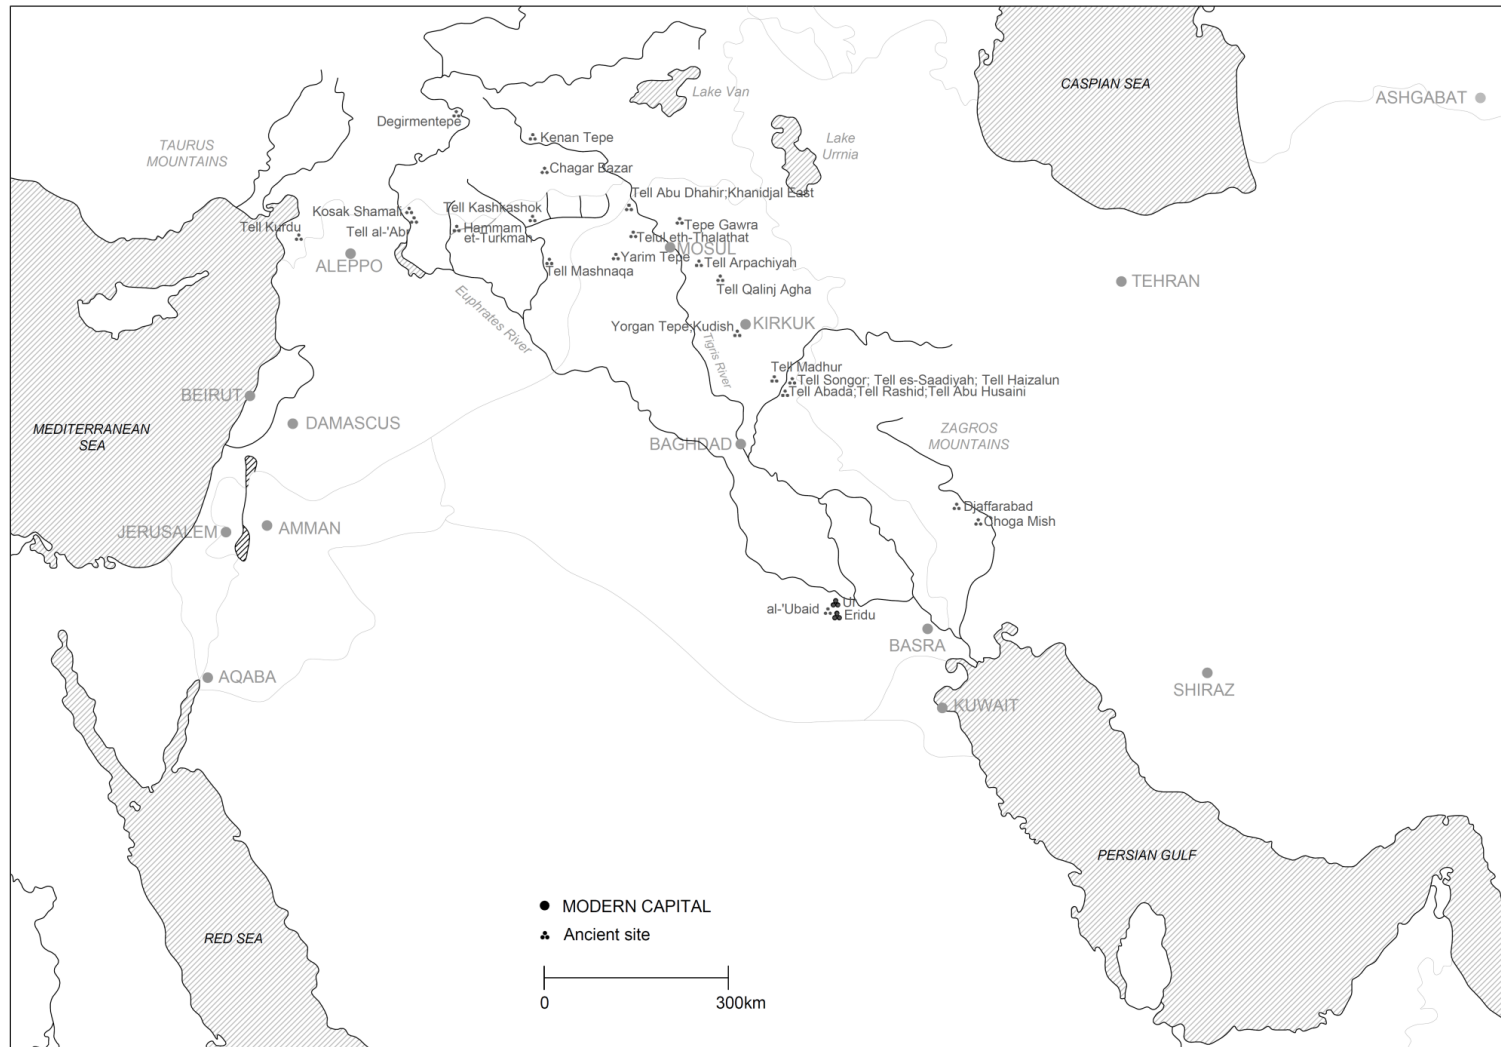 CASPIAN SEA
ASHGABAT
Lake Van
Degirmentepe
TAURUS
MOUNTAINS
Kenan Tepe
Lake
Urrnia
Chagar Bazar
Tell Abu Dhahir;Khanidjal East
Kosak Shamali
Tell Kashkashok
Tell Kurdu
Tell al-'Abr
Hammam
et-Turkman
Tepe Gawra
Telul eth-Thalathat
MOSUL
Yarim Tepe
Tell Arpachiyah
ALEPPO
Tell Mashnaqa
Tell Qalinj Agha
TEHRAN
Euphrates River
Yorgan Tepe;Kudish
KIRKUK
Tigris River
Tell Madhur
Tell Songor; Tell es-Saadiyah; Tell Haizalun
Tell Abada;Tell Rashid;Tell Abu Husaini
BEIRUT
DAMASCUS
MEDITERRANEAN
SEA
BAGHDAD
ZAGROS
MOUNTAINS
Djaffarabad
Choga Mish
JERUSALEM
AMMAN
al-'Ubaid
Ur
Eridu
BASRA
AQABA
KUWAIT
SHIRAZ
PERSIAN GULF
RED SEA
MODERN CAPITAL
Ancient site
0 300km